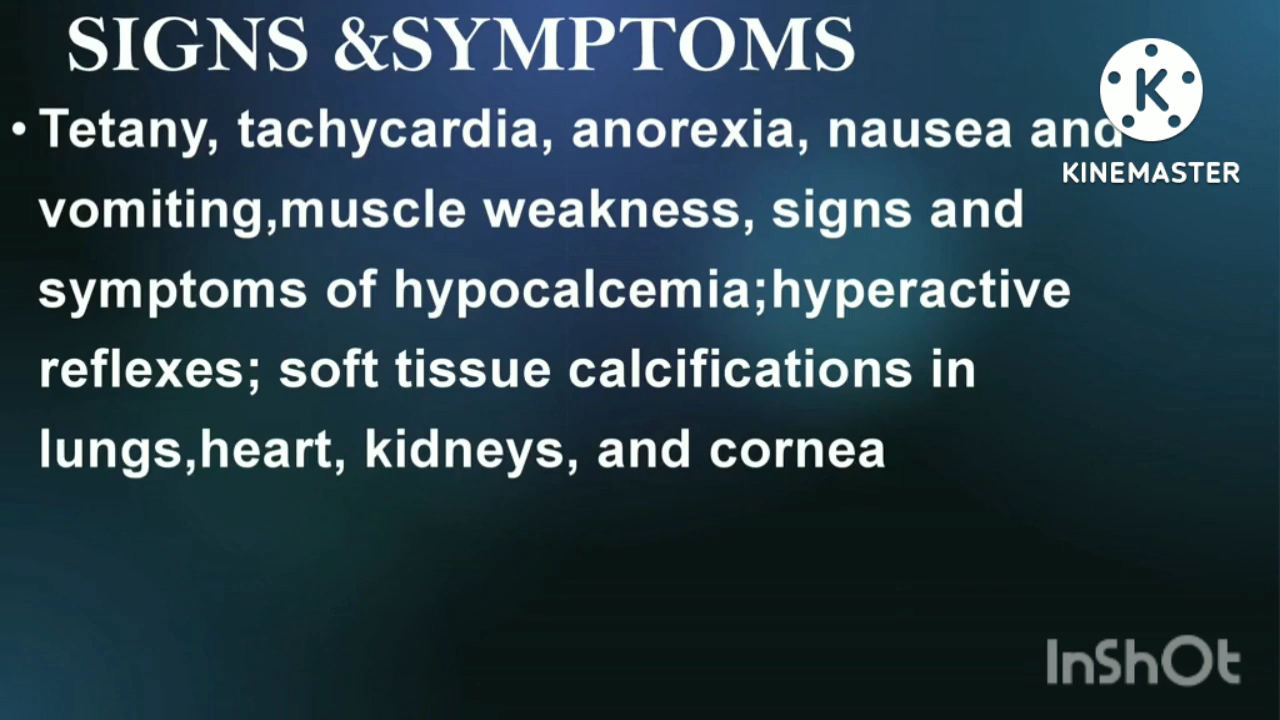 SIGNS &SYMPTOMS
• Tetany, tachycardia, anorexia, nausea and
vomiting,muscle weakness, signs and
symptoms of hypocalcemia;hyperactive
reflexes; soft tissue calcifications in
lungs,heart, kidneys, and cornea
K
KINEMASTER
InShOt